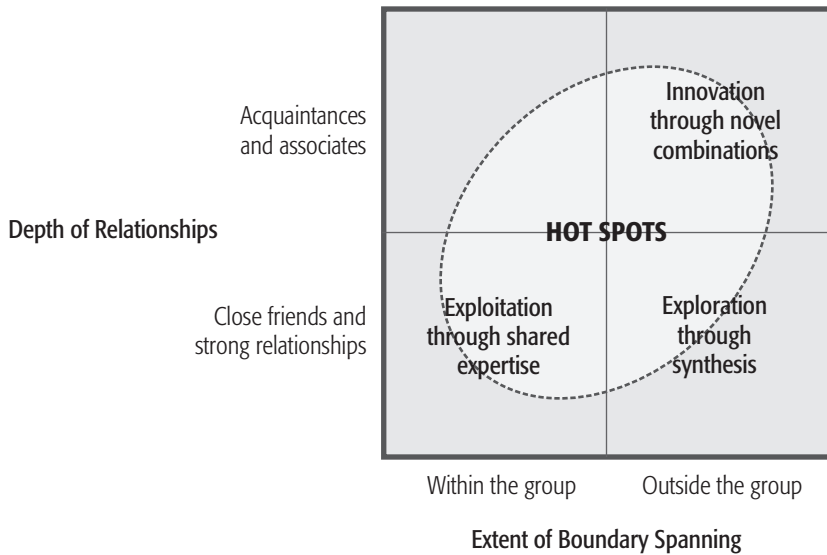 Innovation
through novel
combinations
Acquaintances
and associates
Depth of Relationships
HOT SPOTS
Close friends and
strong relationships
Exploitation
through shared
expertise
Exploration
through
synthesis
Within the group
Outside the group
Extent of Boundary Spanning